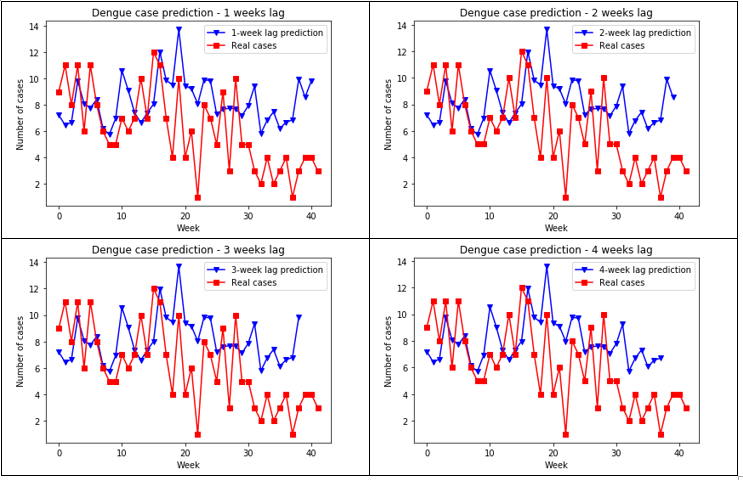 Dengue case prediction - 1 weeks lag
14
12
10
8
6
4
2
Number of cases
1-week lag prediction
Real cases
0 10 20 30 40
Week
Dengue case prediction - 2 weeks lag
14
12
10
8
6
4
2
Number of cases
2-week lag prediction
Real cases
0 10 20 30 40
Week
Dengue case prediction - 3 weeks lag
14
12
10
8
6
4
2
Number of cases
3-week lag prediction
Real cases
0 10 20 30 40
Week
Dengue case prediction - 4 weeks lag
14
12
10
8
6
4
2
Number of cases
4-week lag prediction
Real cases
0 10 20 30 40
Week